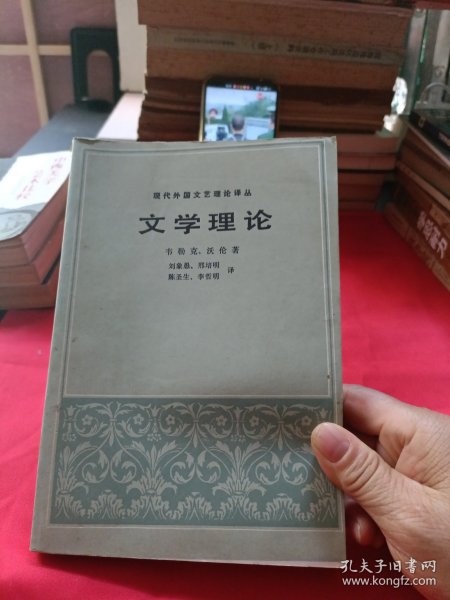 现代外国文艺理论译丛
文学理论
韦勒克、沃伦著
刘象愚、邢培明
陈圣生、李哲明
译
孔夫子旧书网
www.kongfz.com